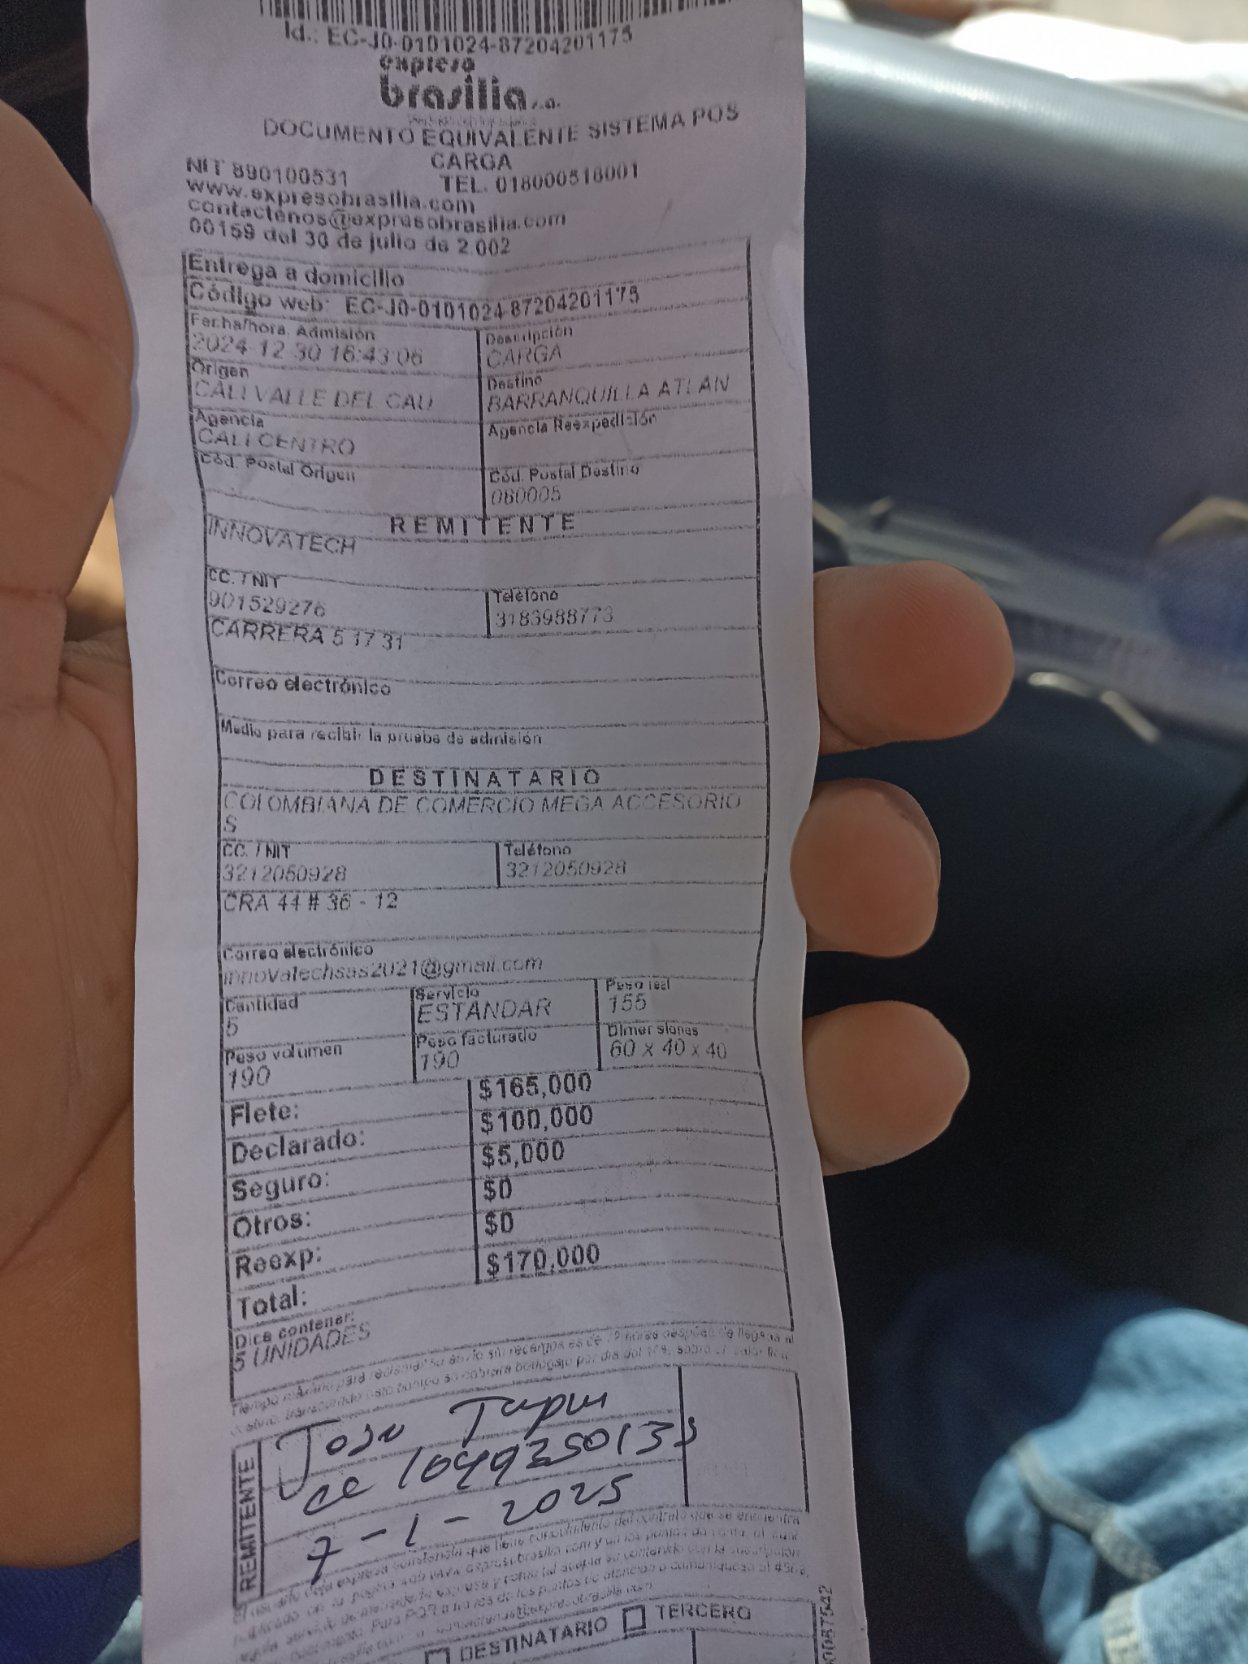 Id.: EC-J0-0101024-87204201175
expreso
brasilia s.a.
DOCUMENTO EQUIVALENTE SISTEMA POS
CARGA
NIT 890100531 TEL. 018000518001
www.expresobrasilia.com
contactenos@expresobrasilia.com
00159 del 30 de julio de 2.002
Entrega a domicilio
Código web: EC-J0-0101024-87204201175
Fecha/hora. Admisión Descripción
2024-12-30 16:43:06 CARGA
Origen Destino
CALI VALLE DEL CAU BARRANQUILLA ATLAN
Agencia Agencia Reexpedición
CALI CENTRO
Cód. Postal Origen Cód. Postal Destino
080005
REMITENTE
INNOVATECH
CC. / NIT Teléfono
901529276 3183988773
CARRERA 5 17 31
Correo electrónico
Medio para recibir la prueba de admisión
DESTINATARIO
COLOMBIANA DE COMERCIO MEGA ACCESORIO
S
CC. / NIT Teléfono
3212050928 3212050928
CRA 44 # 36 - 12
Correo electrónico
innovatechsas2021@gmail.com
Cantidad Servicio Peso real
5 ESTANDAR 155
Peso volumen Peso facturado Dimensiones
190 190 60 x 40 x 40
Flete: $165,000
Declarado: $100,000
Seguro: $5,000
Otros: $0
Reexp: $0
Total: $170,000
Dice contener:
5 UNIDADES
REMITENTE
CC 1049350133
7-1-2025
DESTINATARIO TERCERO